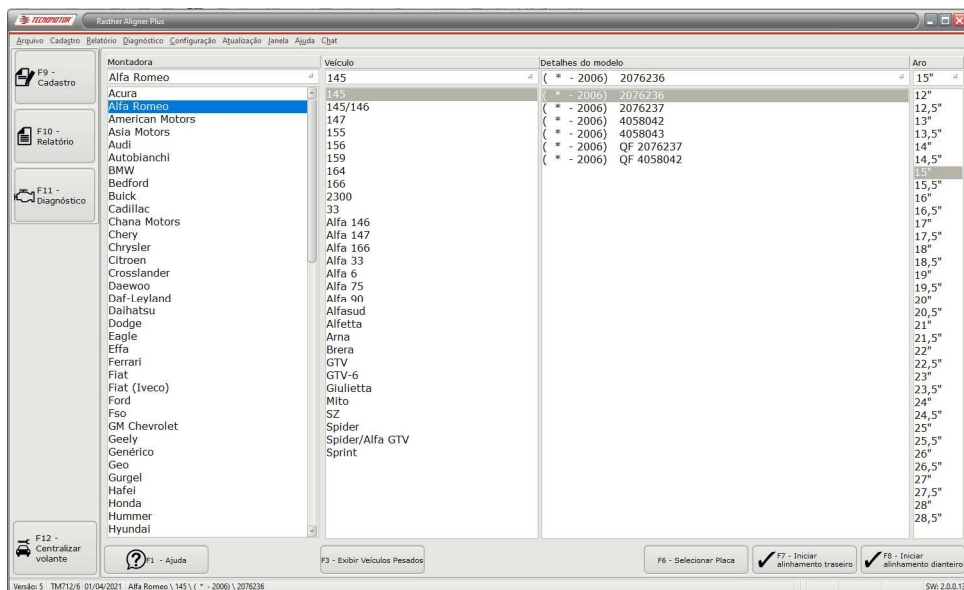 TECNOMOTOR
Rasther Aligner Plus
Arquivo Cadastro Relatório Diagnóstico Configuração Atualização Janela Ajuda Chat
F9 -
Cadastro
F10 -
Relatório
F11 -
Diagnóstico
F12 -
Centralizar
volante
Montadora
Alfa Romeo
Acura
Alfa Romeo
American Motors
Asia Motors
Audi
Autobianchi
BMW
Bedford
Buick
Cadillac
Chana Motors
Chery
Chrysler
Citroen
Crosslander
Daewoo
Daf-Leyland
Daihatsu
Dodge
Eagle
Effa
Ferrari
Fiat
Fiat (Iveco)
Ford
Fso
GM Chevrolet
Geely
Genérico
Geo
Gurgel
Hafei
Honda
Hummer
Hyundai
Veículo
145
145
145/146
147
155
156
159
164
166
2300
33
Alfa 146
Alfa 147
Alfa 166
Alfa 33
Alfa 6
Alfa 75
Alfa 90
Alfasud
Alfetta
Arna
Brera
GTV
GTV-6
Giulietta
Mito
SZ
Spider
Spider/Alfa GTV
Sprint
Detalhes do modelo
( * - 2006) 2076236
( * - 2006) 2076236
( * - 2006) 2076237
( * - 2006) 4058042
( * - 2006) 4058043
( * - 2006) QF 2076237
( * - 2006) QF 4058042
Aro
15"
12"
12,5"
13"
13,5"
14"
14,5"
15"
15,5"
16"
16,5"
17"
17,5"
18"
18,5"
19"
19,5"
20"
20,5"
21"
21,5"
22"
22,5"
23"
23,5"
24"
24,5"
25"
25,5"
26"
26,5"
27"
27,5"
28"
28,5"
F1 - Ajuda
F3 - Exibir Veículos Pesados
F6 - Selecionar Placa
F7 - Iniciar
alinhamento traseiro
F8 - Iniciar
alinhamento dianteiro
Versão: 5 TM712/6 01/04/2021 Alfa Romeo \ 145 \ ( * - 2006) \ 2076236
SW: 2.0.0.13